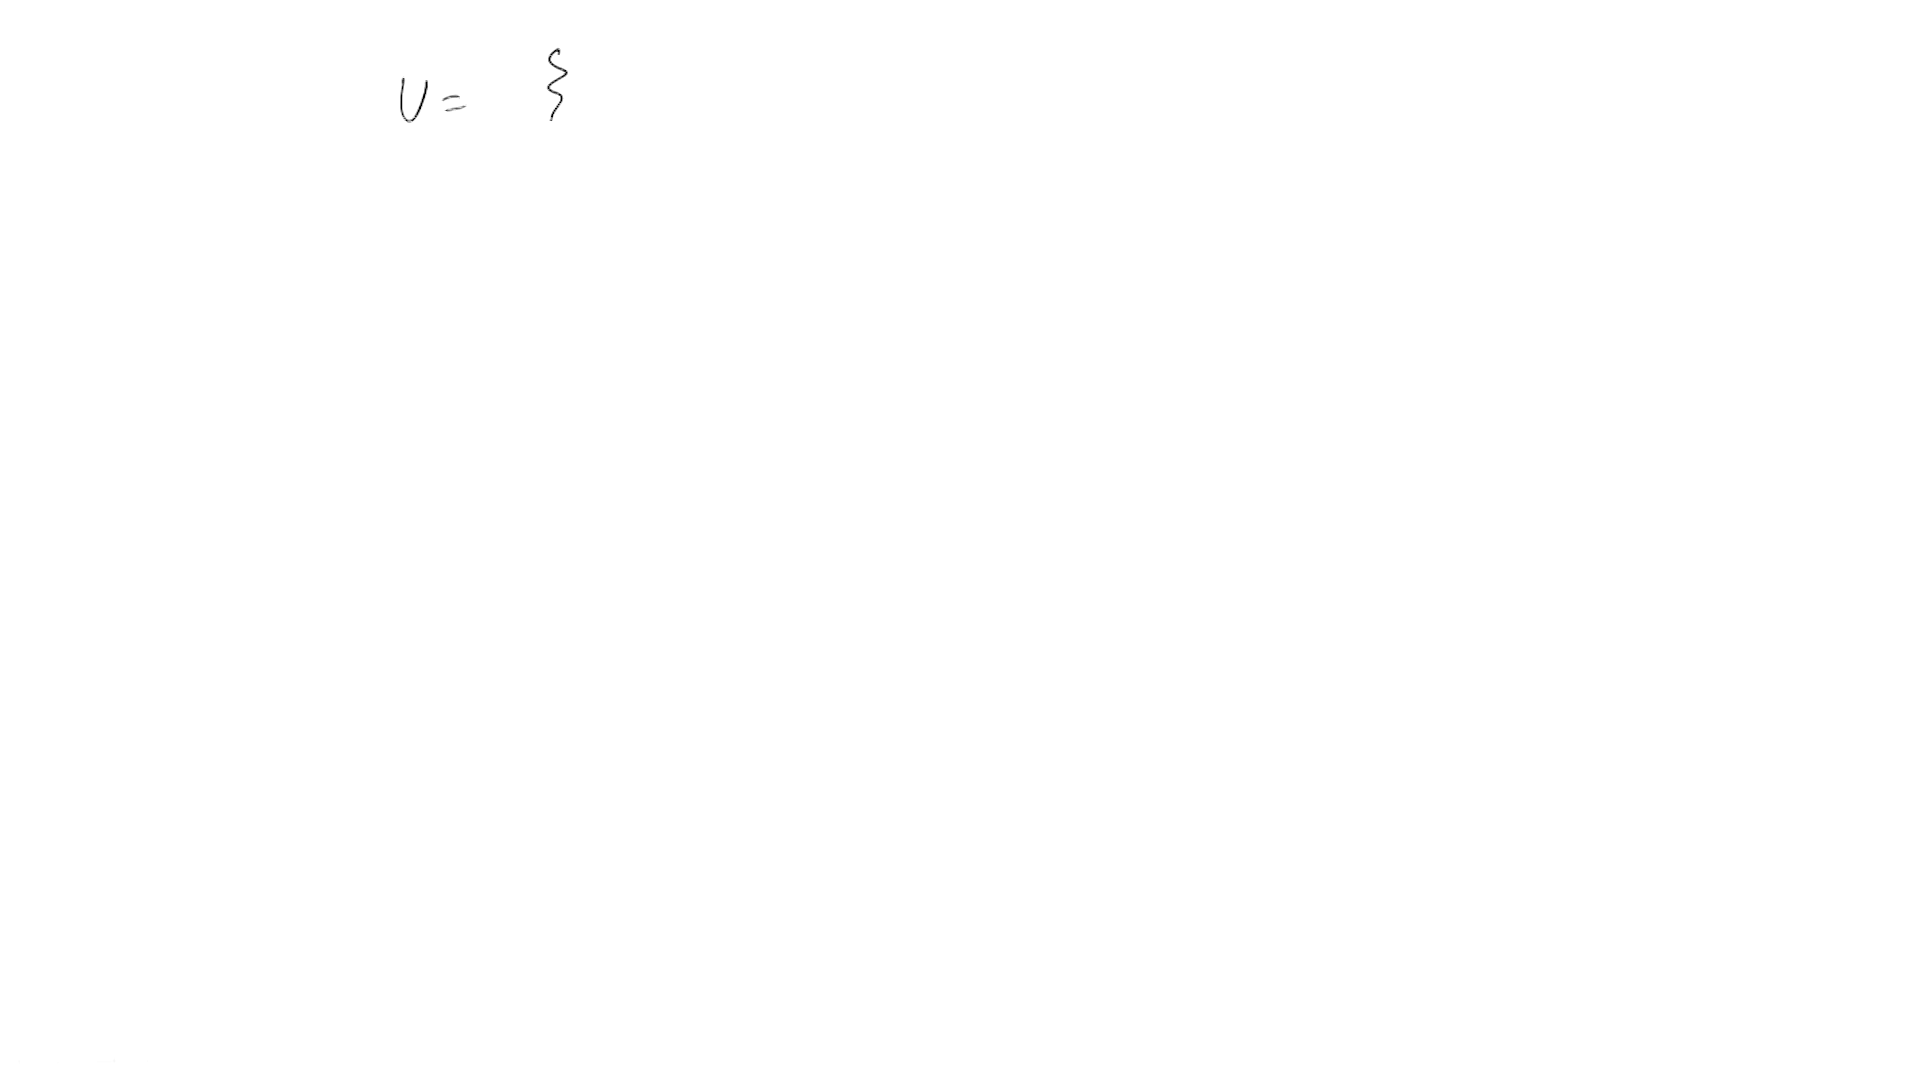 U = {